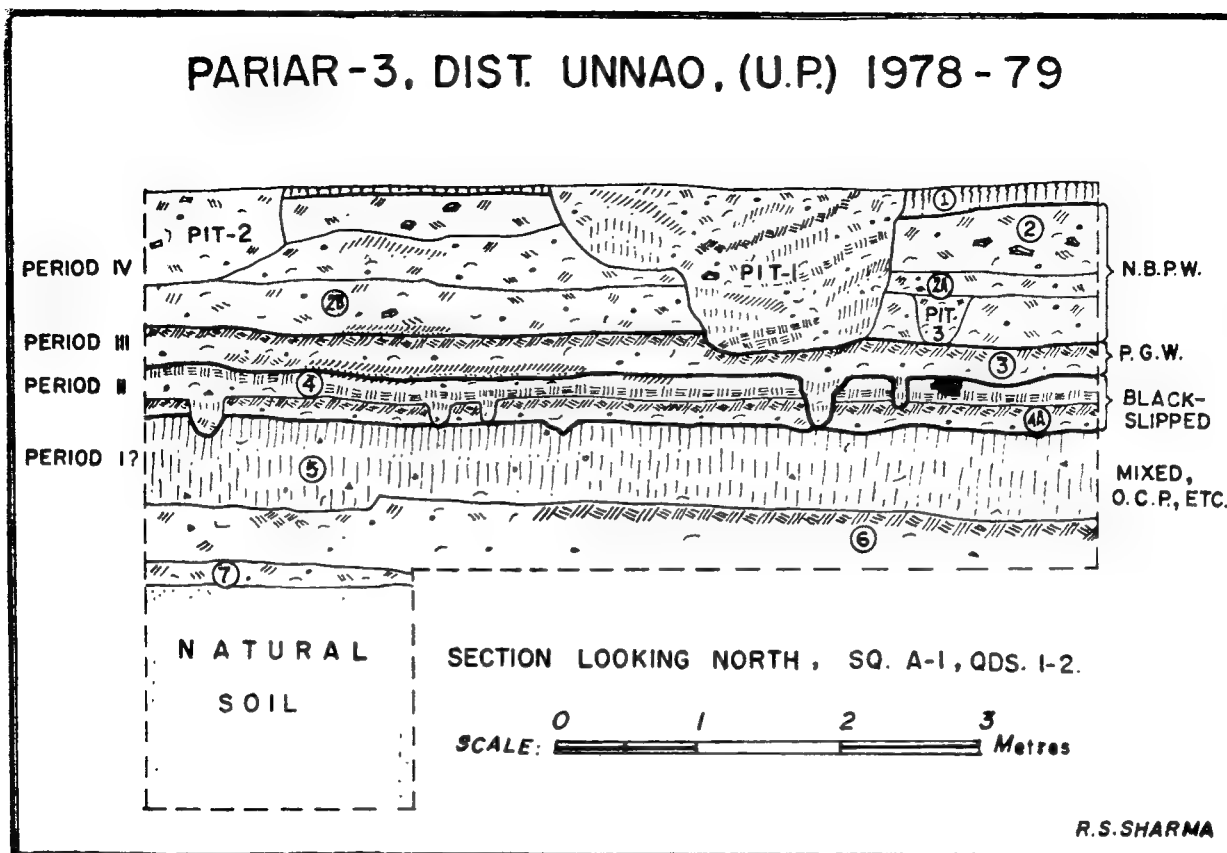 PARIAR-3, DIST. UNNAO, (U.P.) 1978-79
①
PIT-2
②
PERIOD IV
PIT-1
N.B.P.W.
2A
2B
PIT-
3
PERIOD III
P.G.W.
③
PERIOD II
④
BLACK-
SLIPPED
4A
PERIOD I?
⑤
MIXED,
O.C.P., ETC.
⑥
⑦
NATURAL
SOIL
SECTION LOOKING NORTH, SQ. A-1, QDS. 1-2.
0 1 2 3
SCALE: Metres
R.S.SHARMA